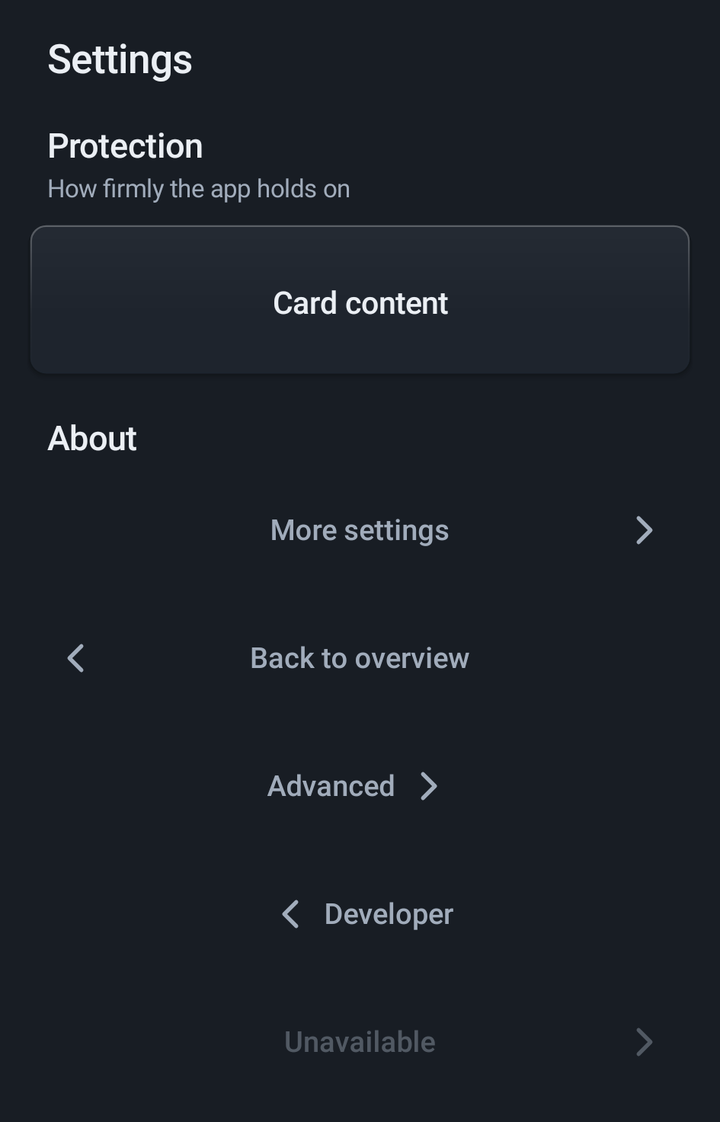 Settings
Protection
How firmly the app holds on
Card content
About
More settings
Back to overview
Advanced
Developer
Unavailable